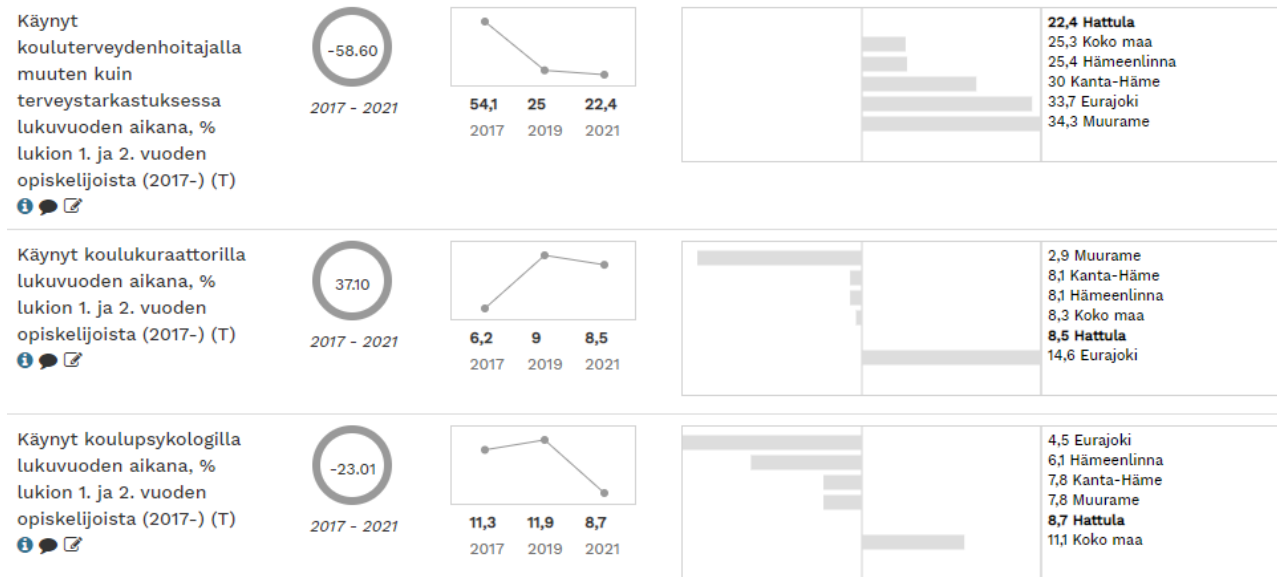 Käynyt
kouluterveydenhoitajalla
muuten kuin
terveystarkastuksessa
lukuvuoden aikana, %
lukion 1. ja 2. vuoden
opiskelijoista (2017-) (T)
-58.60
2017 - 2021
54,1 25 22,4
2017 2019 2021
22,4 Hattula
25,3 Koko maa
25,4 Hämeenlinna
30 Kanta-Häme
33,7 Eurajoki
34,3 Muurame
Käynyt koulukuraattorilla
lukuvuoden aikana, %
lukion 1. ja 2. vuoden
opiskelijoista (2017-) (T)
37.10
2017 - 2021
6,2 9 8,5
2017 2019 2021
2,9 Muurame
8,1 Kanta-Häme
8,1 Hämeenlinna
8,3 Koko maa
8,5 Hattula
14,6 Eurajoki
Käynyt koulupsykologilla
lukuvuoden aikana, %
lukion 1. ja 2. vuoden
opiskelijoista (2017-) (T)
-23.01
2017 - 2021
11,3 11,9 8,7
2017 2019 2021
4,5 Eurajoki
6,1 Hämeenlinna
7,8 Kanta-Häme
7,8 Muurame
8,7 Hattula
11,1 Koko maa